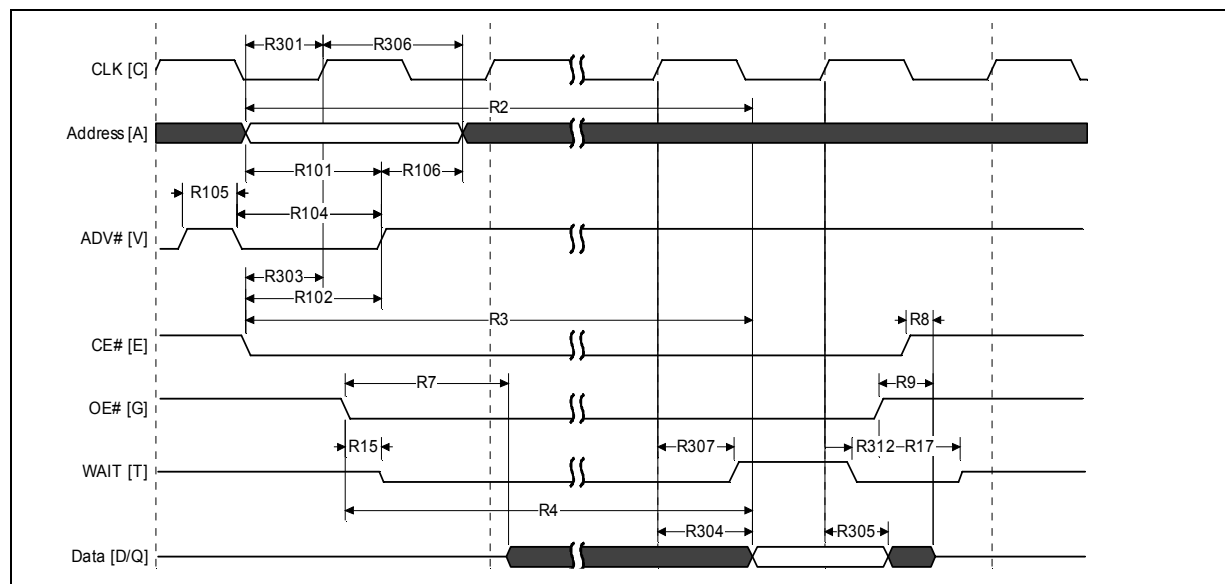 R301 R306
CLK [C]
R2
Address [A]
R101 R106
R105
R104
ADV# [V]
R303
R102
R3 R8
CE# [E]
R7 R9
OE# [G]
R15 R307 R312 R17
WAIT [T]
R4
R304 R305
Data [D/Q]